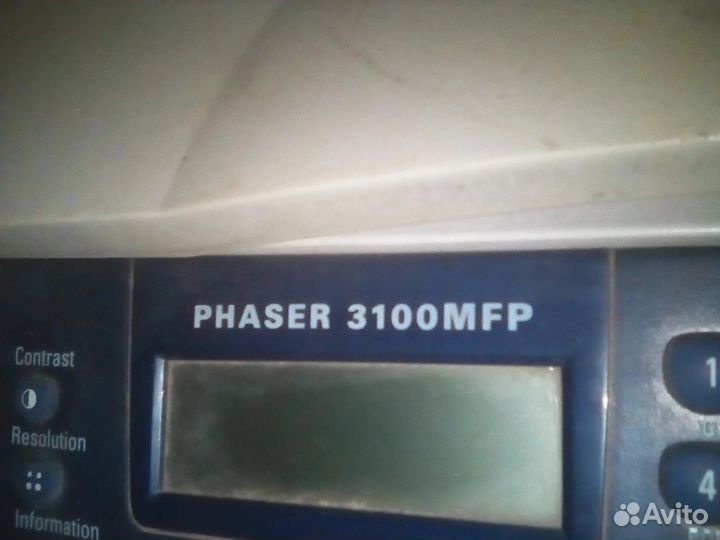 PHASER 3100MFP
Contrast
Resolution
Information
1
4
Avito